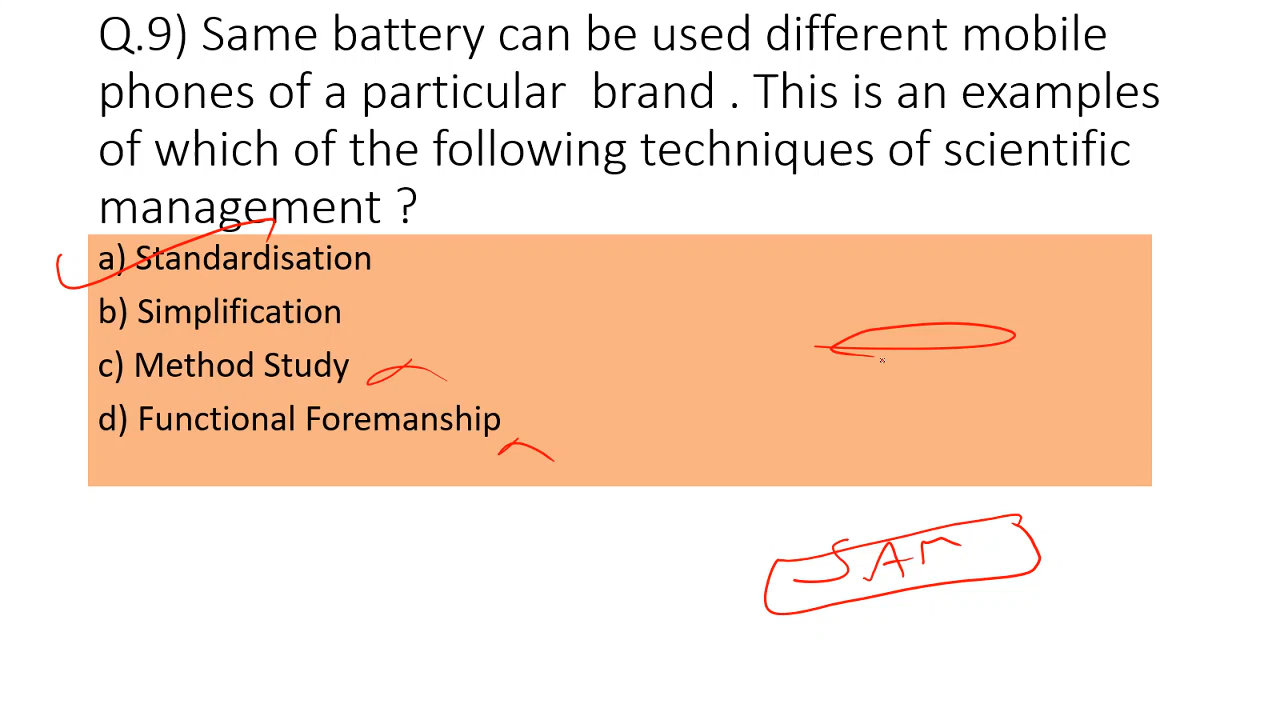 Q.9) Same battery can be used different mobile
phones of a particular brand . This is an examples
of which of the following techniques of scientific
management ?
a) Standardisation
b) Simplification
c) Method Study
d) Functional Foremanship
SAM